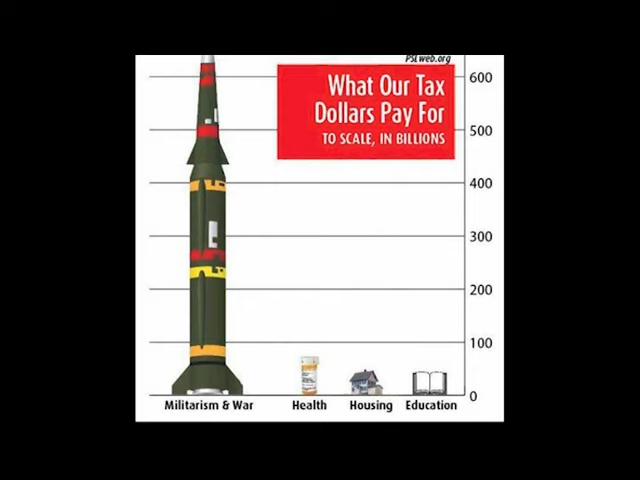 PSLweb.org
What Our Tax
Dollars Pay For
TO SCALE, IN BILLIONS
600
500
400
300
200
100
0
Militarism & War
Health
Housing
Education